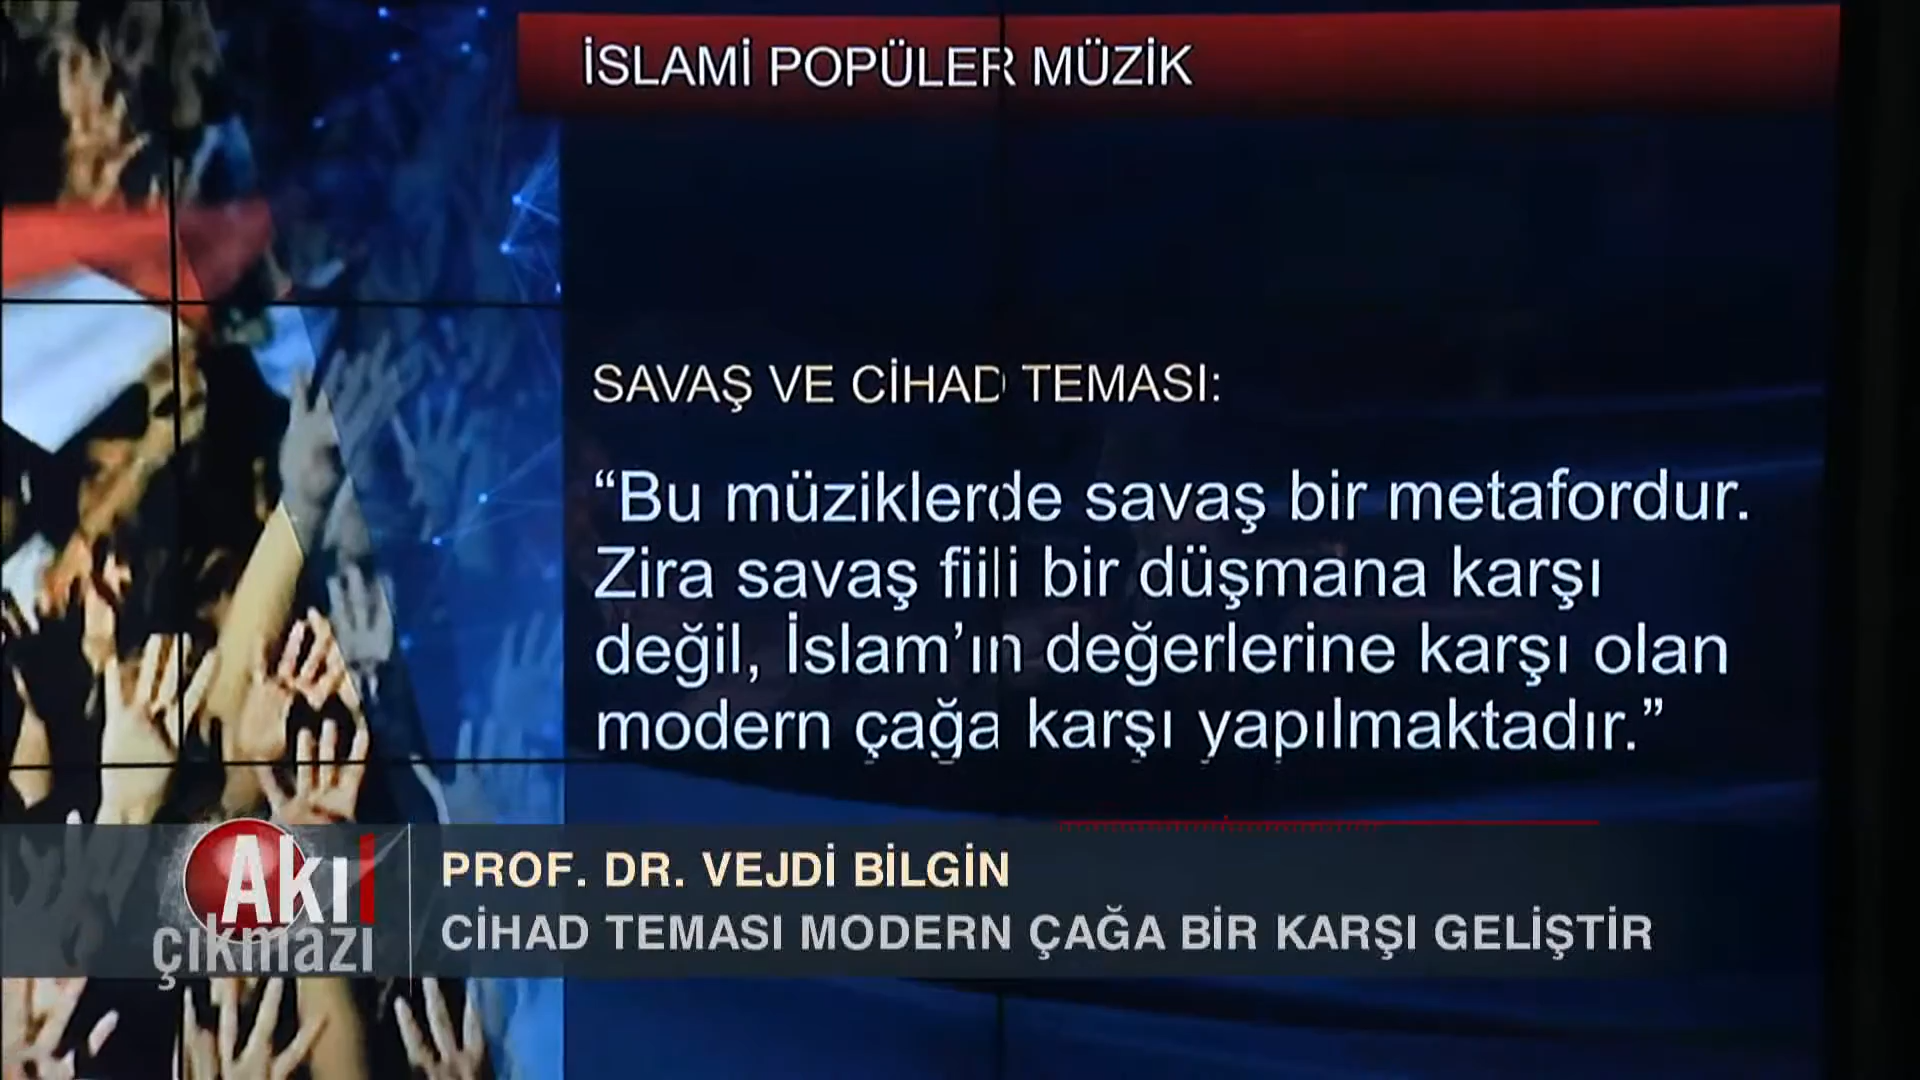 İSLAMİ POPÜLER MÜZİK
SAVAŞ VE CİHAD TEMASI:
“Bu müziklerde savaş bir metafordur.
Zira savaş fiili bir düşmana karşı
değil, İslam’ın değerlerine karşı olan
modern çağa karşı yapılmaktadır.”
Akıl
çıkmazı
PROF. DR. VEJDİ BİLGİN
CİHAD TEMASI MODERN ÇAĞA BİR KARŞI GELİŞTİR